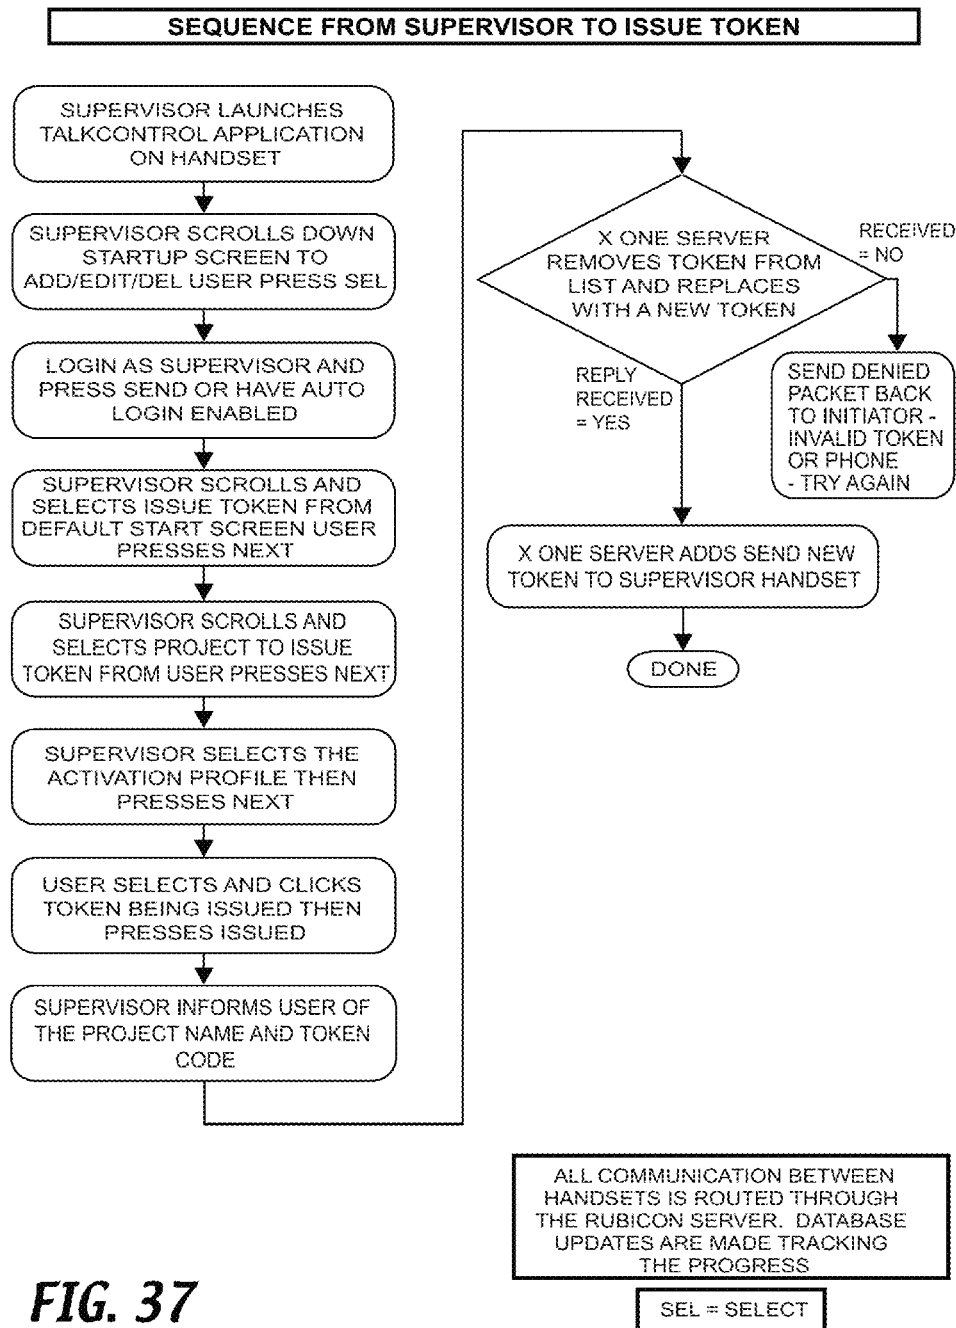 SEQUENCE FROM SUPERVISOR TO ISSUE TOKEN
SUPERVISOR LAUNCHES
TALKCONTROL APPLICATION
ON HANDSET
SUPERVISOR SCROLLS DOWN
STARTUP SCREEN TO
ADD/EDIT/DEL USER PRESS SEL
LOGIN AS SUPERVISOR AND
PRESS SEND OR HAVE AUTO
LOGIN ENABLED
SUPERVISOR SCROLLS AND
SELECTS ISSUE TOKEN FROM
DEFAULT START SCREEN USER
PRESSES NEXT
SUPERVISOR SCROLLS AND
SELECTS PROJECT TO ISSUE
TOKEN FROM USER PRESSES NEXT
SUPERVISOR SELECTS THE
ACTIVATION PROFILE THEN
PRESSES NEXT
USER SELECTS AND CLICKS
TOKEN BEING ISSUED THEN
PRESSES ISSUED
SUPERVISOR INFORMS USER OF
THE PROJECT NAME AND TOKEN
CODE
X ONE SERVER
REMOVES TOKEN FROM
LIST AND REPLACES
WITH A NEW TOKEN
RECEIVED
= NO
REPLY
RECEIVED
= YES
SEND DENIED
PACKET BACK
TO INITIATOR -
INVALID TOKEN
OR PHONE
- TRY AGAIN
X ONE SERVER ADDS SEND NEW
TOKEN TO SUPERVISOR HANDSET
DONE
ALL COMMUNICATION BETWEEN
HANDSETS IS ROUTED THROUGH
THE RUBICON SERVER. DATABASE
UPDATES ARE MADE TRACKING
THE PROGRESS
SEL = SELECT
FIG. 37